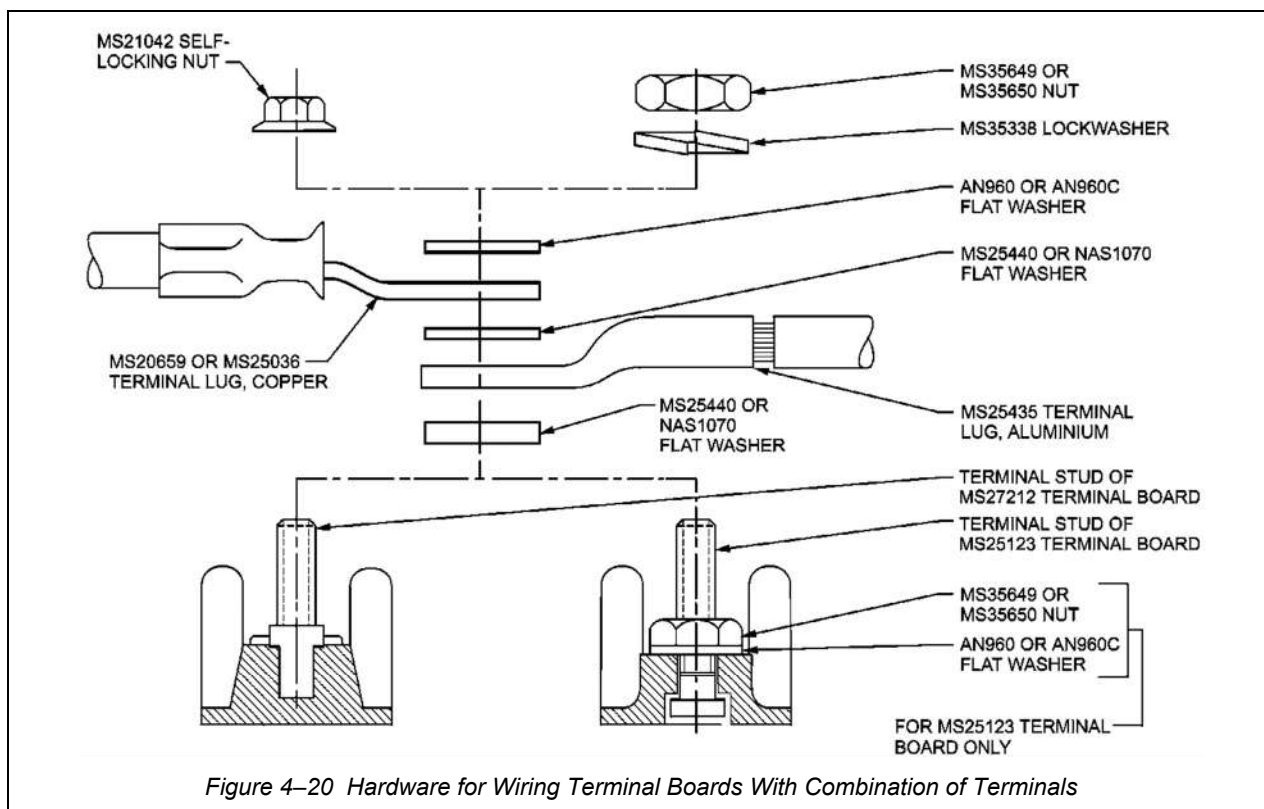 MS21042 SELF-
LOCKING NUT
MS35649 OR
MS35650 NUT
MS35338 LOCKWASHER
AN960 OR AN960C
FLAT WASHER
MS25440 OR NAS1070
FLAT WASHER
MS20659 OR MS25036
TERMINAL LUG, COPPER
MS25440 OR
NAS1070
FLAT WASHER
MS25435 TERMINAL
LUG, ALUMINIUM
TERMINAL STUD OF
MS27212 TERMINAL BOARD
TERMINAL STUD OF
MS25123 TERMINAL BOARD
MS35649 OR
MS35650 NUT
AN960 OR AN960C
FLAT WASHER
FOR MS25123 TERMINAL
BOARD ONLY
Figure 4–20 Hardware for Wiring Terminal Boards With Combination of Terminals